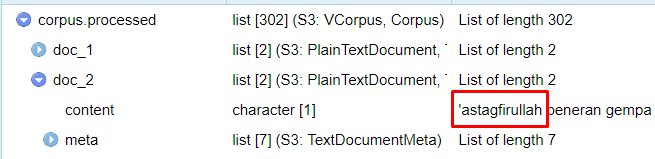 corpus.processed list [302] (S3: VCorpus, Corpus) List of length 302
doc_1 list [2] (S3: PlainTextDocument, List of length 2
doc_2 list [2] (S3: PlainTextDocument, List of length 2
content character [1] 'astagfirullah beneran gempa
meta list [7] (S3: TextDocumentMeta) List of length 7